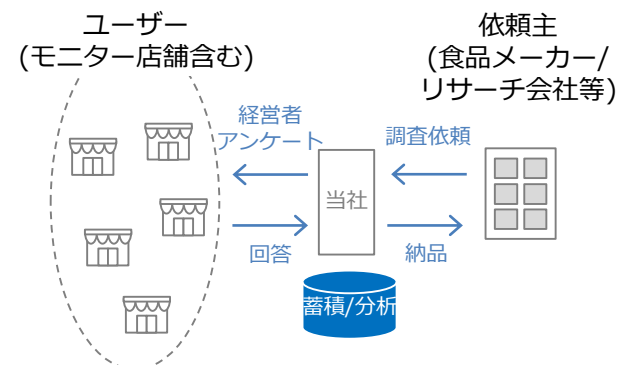 ユーザー
(モニター店舗含む)
依頼主
(食品メーカー/
リサーチ会社等)
経営者
アンケート
調査依頼
当社
回答
納品
蓄積/分析